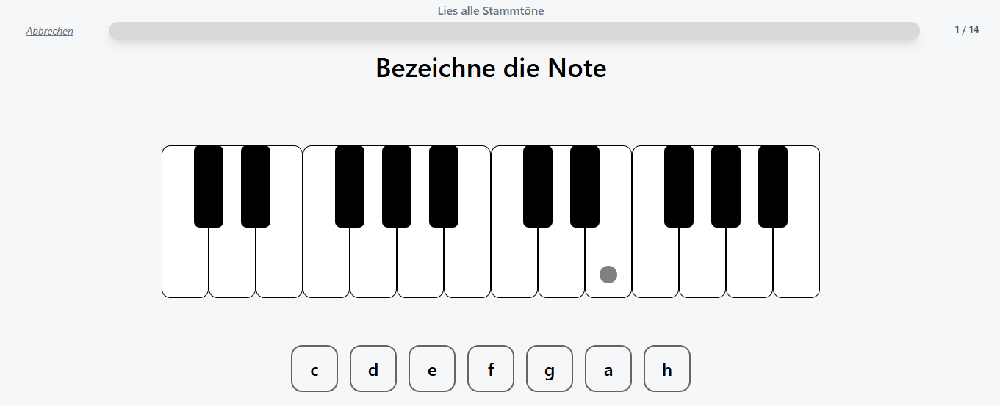 Lies alle Stammtöne
Abbrechen
1 / 14
Bezeichne die Note
c d e f g a h